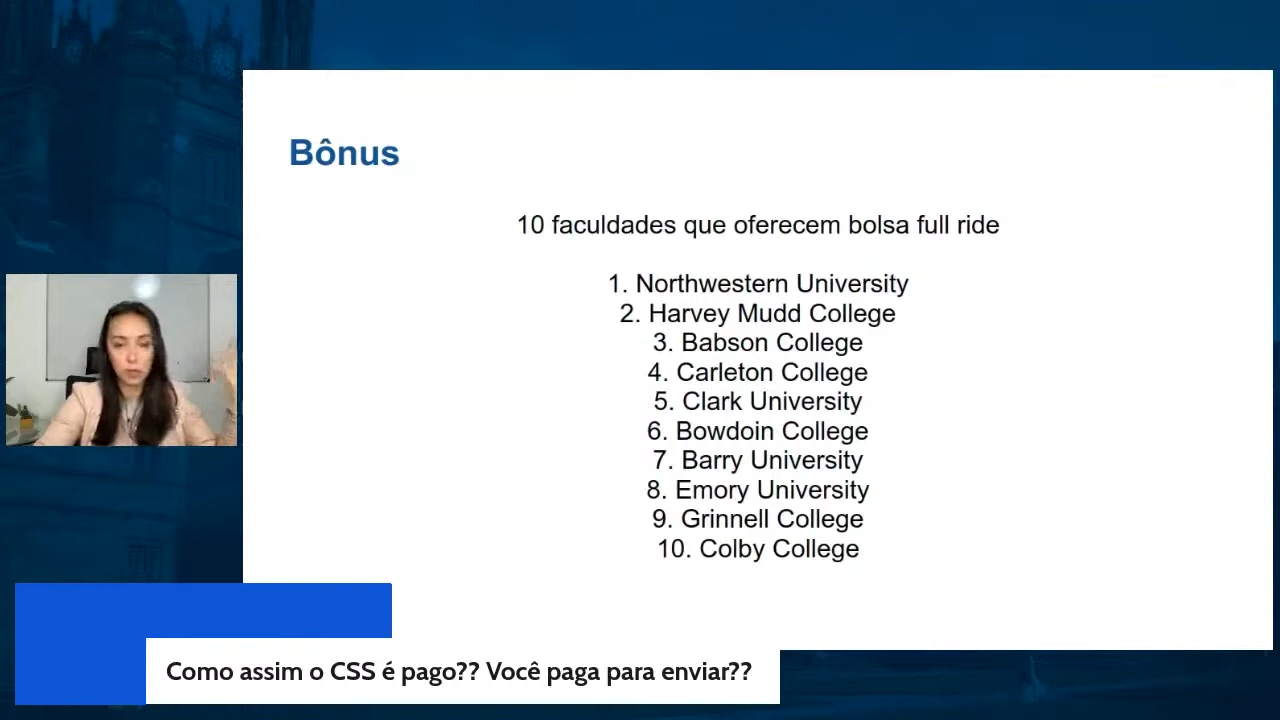 Bônus
10 faculdades que oferecem bolsa full ride
1. Northwestern University
2. Harvey Mudd College
3. Babson College
4. Carleton College
5. Clark University
6. Bowdoin College
7. Barry University
8. Emory University
9. Grinnell College
10. Colby College
Como assim o CSS é pago?? Você paga para enviar??